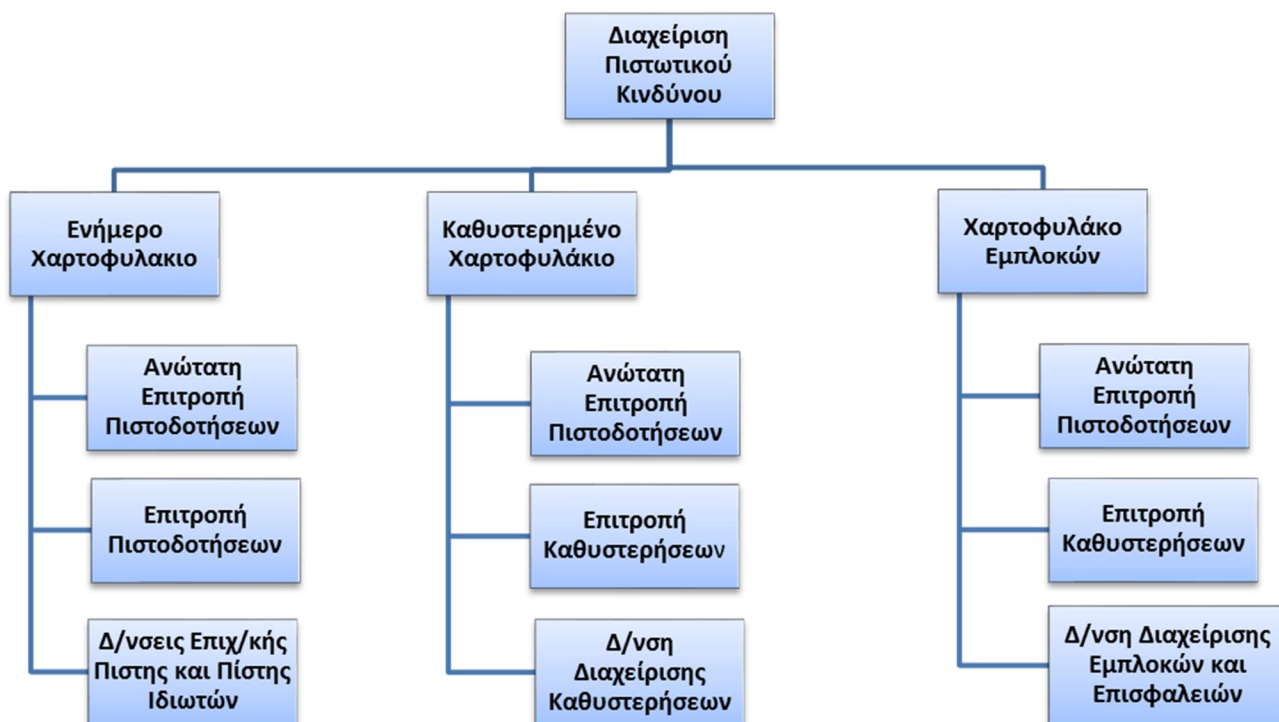 Διαχείριση
Πιστωτικού
Κινδύνου
Ενήμερο
Χαρτοφυλακιο
Καθυστερημένο
Χαρτοφυλάκιο
Χαρτοφυλάκο
Εμπλοκών
Ανώτατη
Επιτροπή
Πιστοδοτήσεων
Ανώτατη
Επιτροπή
Πιστοδοτήσεων
Ανώτατη
Επιτροπή
Πιστοδοτήσεων
Επιτροπή
Πιστοδοτήσεων
Επιτροπή
Καθυστερήσεων
Επιτροπή
Καθυστερήσεων
Δ/νσεις Επιχ/κής
Πιστης και Πίστης
Ιδιωτών
Δ/νση
Διαχείρισης
Καθυστερήσεων
Δ/νση Διαχείρισης
Εμπλοκών και
Επισφαλειών